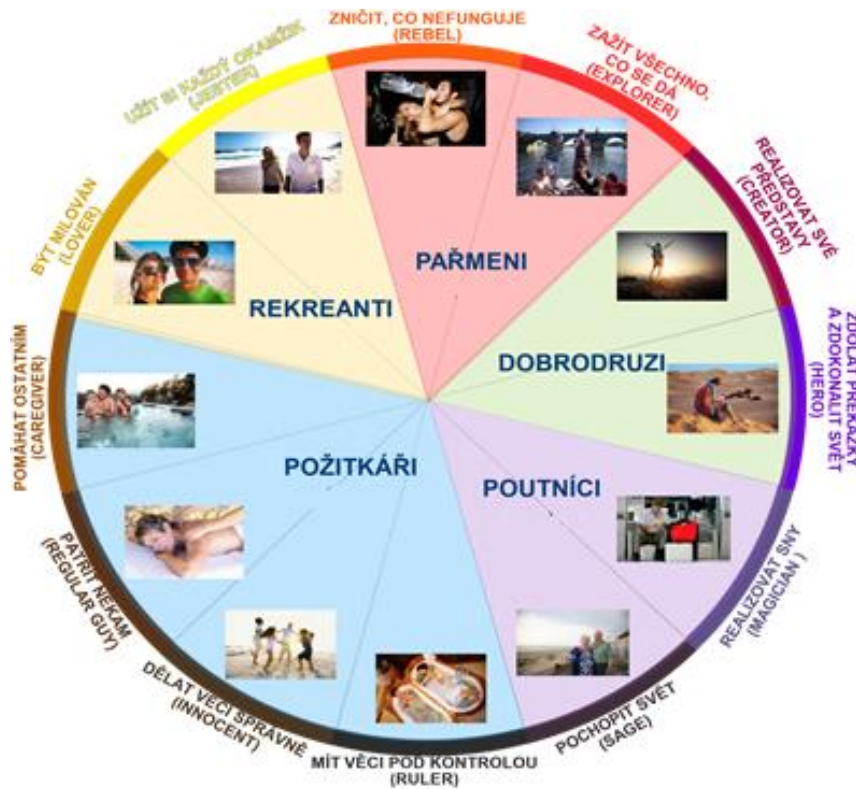 ZNIČIT, CO NEFUNGUJE
(REBEL)
ZAŽÍT VŠECHNO,
CO SE DÁ
(EXPLORER)
REALIZOVAT SVÉ
PŘEDSTAVY
(CREATOR)
ZDOLAT PŘEKÁŽKY
A ZDOKONALIT SVĚT
(HERO)
REALIZOVAT SNY
(MAGICIAN )
POCHOPIT SVĚT
(SAGE)
MÍT VĚCI POD KONTROLOU
(RULER)
DĚLAT VĚCI SPRÁVNĚ
(INNOCENT)
PATŘIT NĚKAM
(REGULAR GUY)
POMÁHAT OSTATNÍM
(CAREGIVER)
BÝT MILOVÁN
(LOVER)
UŽÍT SI KAŽDÝ OKAMŽIK
(JESTER)
PAŘMENI
REKREANTI
DOBRODRUZI
POŽITKÁŘI
POUTNÍCI